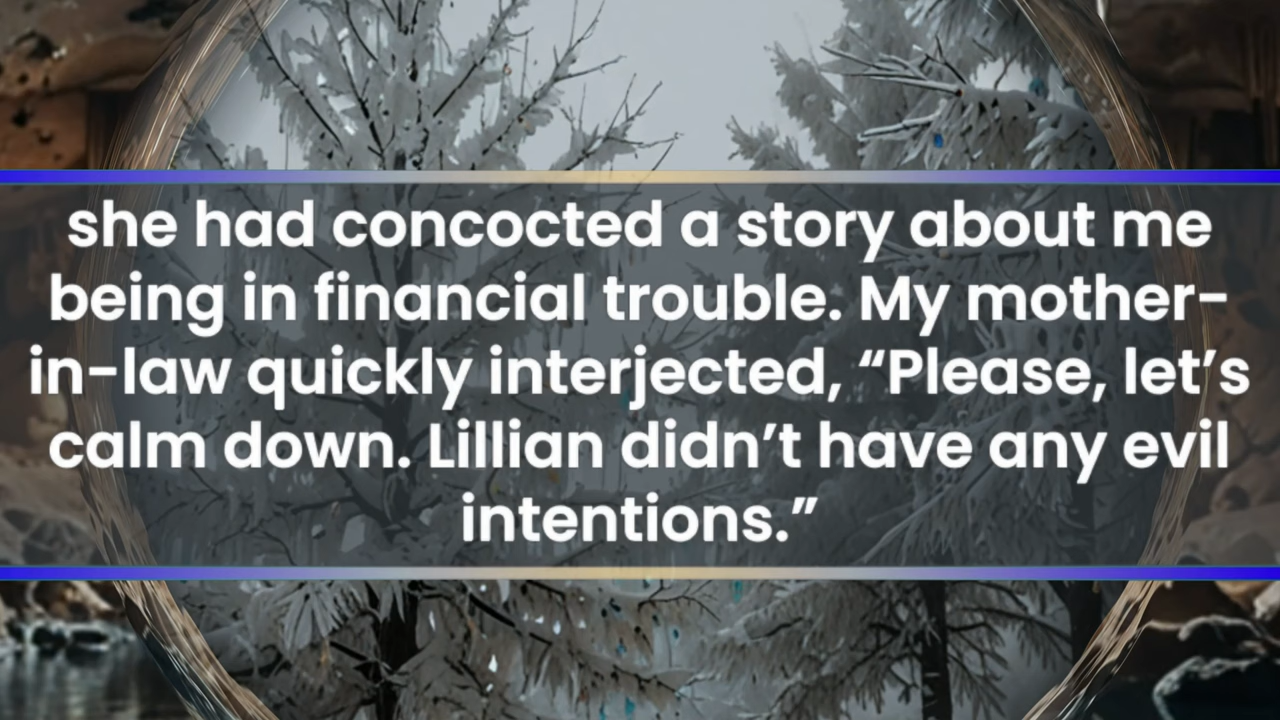 she had concocted a story about me
being in financial trouble. My mother-
in-law quickly interjected, “Please, let’s
calm down. Lillian didn’t have any evil
intentions.”